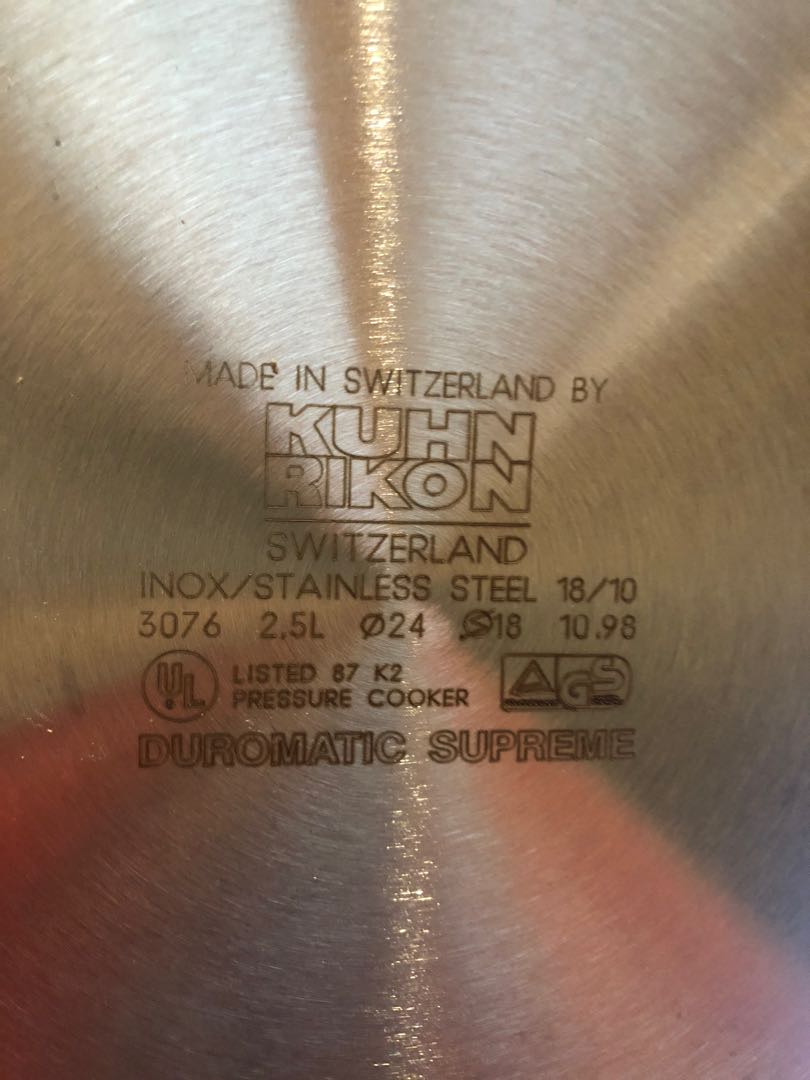 MADE IN SWITZERLAND BY
KUHN
RIKON
SWITZERLAND
INOX/STAINLESS STEEL 18/10
3076 2,5L Ø24 18 10.98
UL LISTED 87 K2
PRESSURE COOKER
GS
DUROMATIC SUPREME